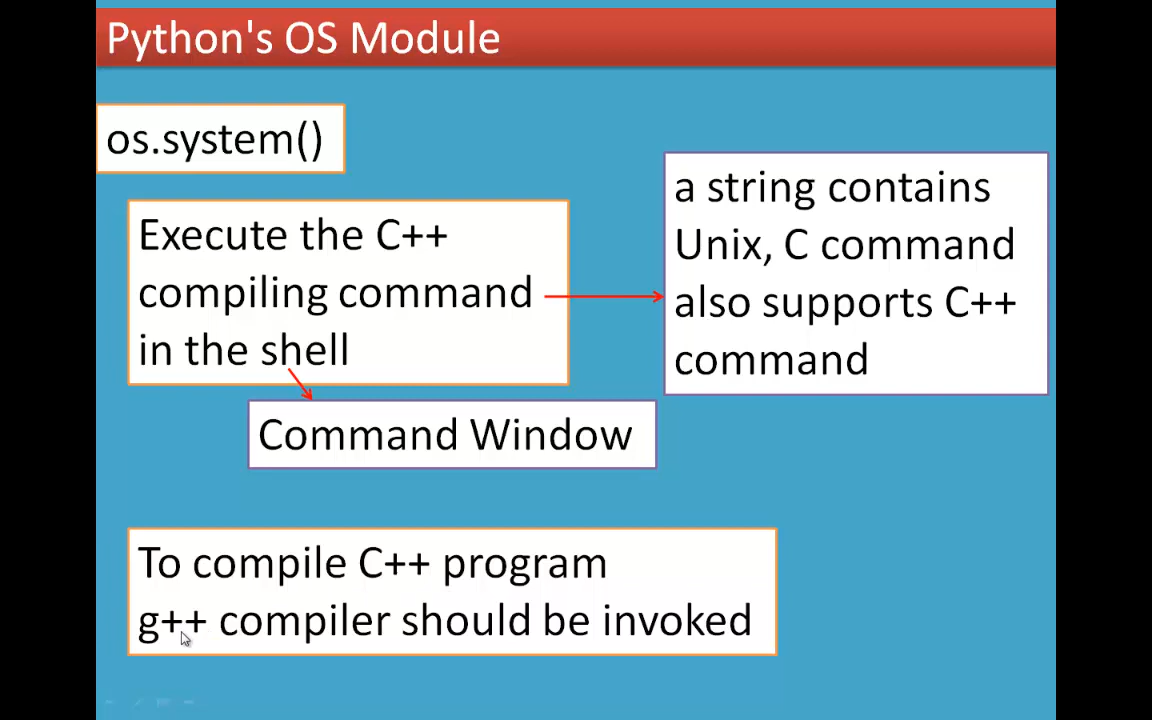 Python's OS Module
os.system()
Execute the C++
compiling command
in the shell
a string contains
Unix, C command
also supports C++
command
Command Window
To compile C++ program
g++ compiler should be invoked